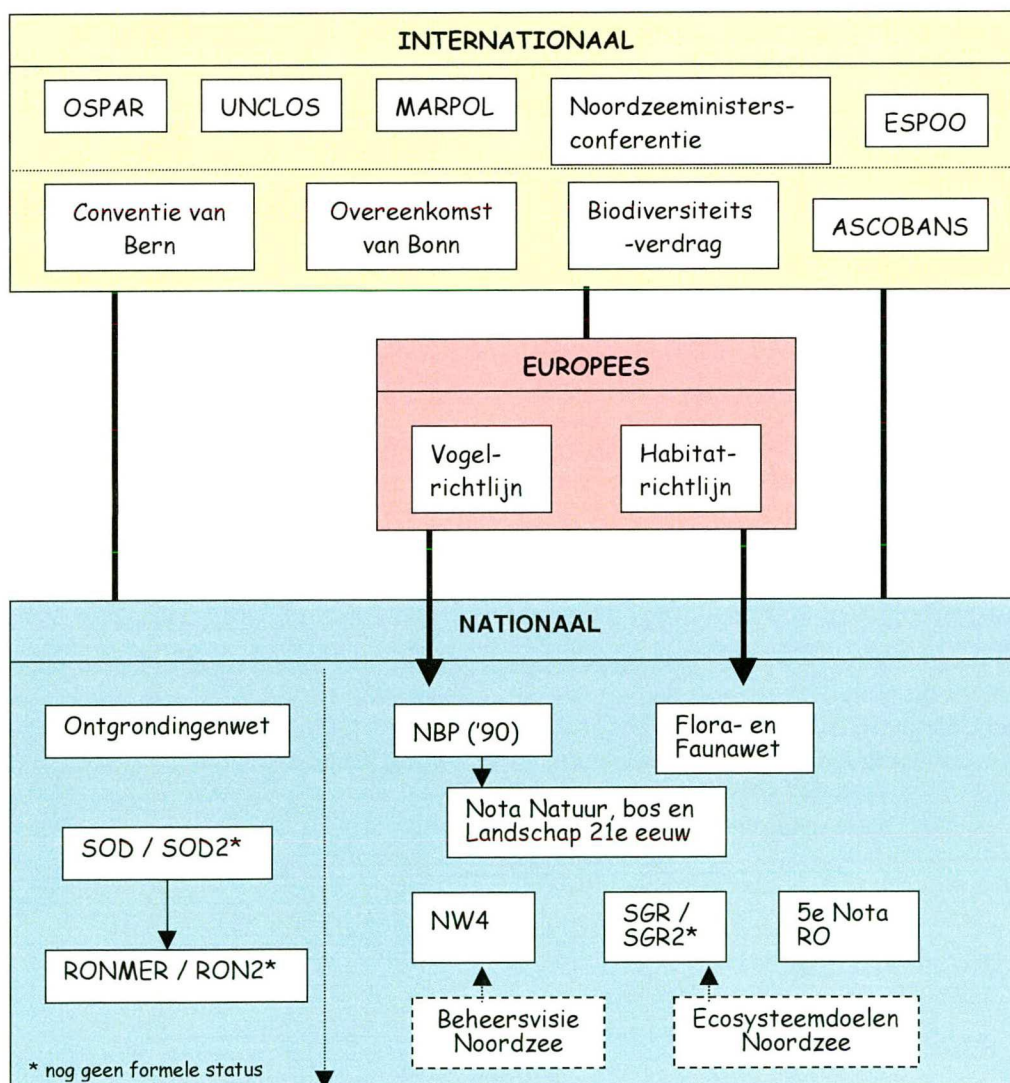 INTERNATIONAAL
OSPAR
UNCLOS
MARPOL
Noordzeeministers-
conferentie
ESPOO
Conventie van
Bern
Overeenkomst
van Bonn
Biodiversiteits
-verdrag
ASCOBANS
EUROPEES
Vogel-
richtlijn
Habitat-
richtlijn
NATIONAAL
Ontgrondingenwet
NBP ('90)
Flora- en
Faunawet
Nota Natuur, bos en
Landschap 21e eeuw
SOD / SOD2*
NW4
SGR /
SGR2*
5e Nota
RO
RONMER / RON2*
Beheersvisie
Noordzee
Ecosysteemdoelen
Noordzee
* nog geen formele status